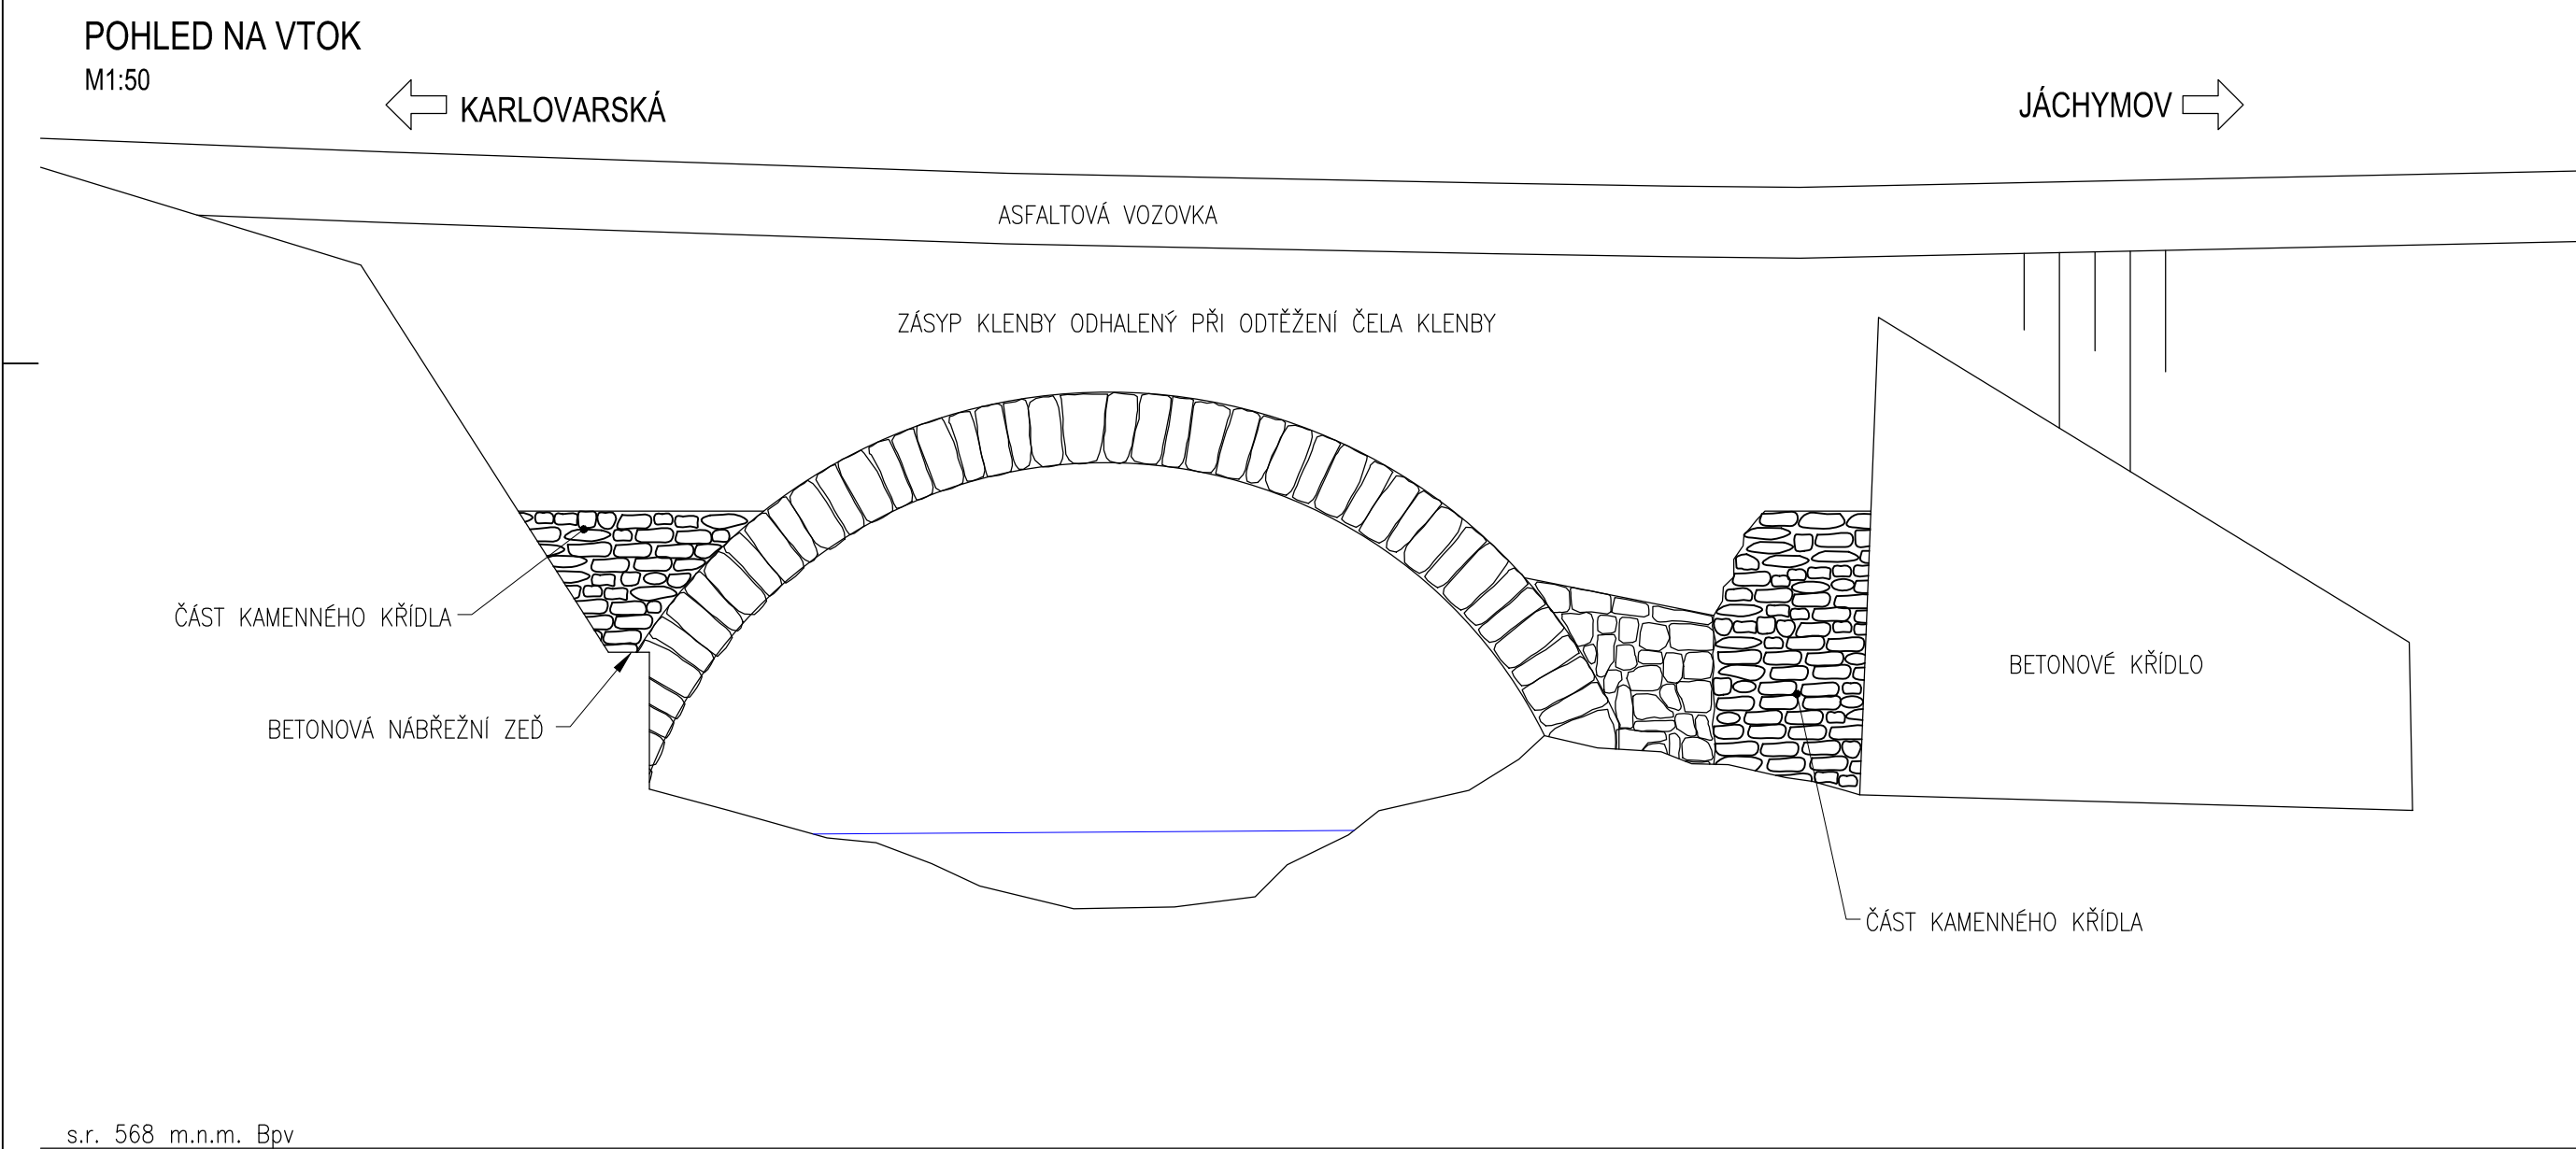 POHLED NA VTOK
M1:50
KARLOVARSKÁ
JÁCHYMOV
ASFALTOVÁ VOZOVKA
ZÁSYP KLENBY ODHALENÝ PŘI ODTĚŽENÍ ČELA KLENBY
ČÁST KAMENNÉHO KŘÍDLA
BETONOVÉ KŘÍDLO
BETONOVÁ NÁBŘEŽNÍ ZEĎ
ČÁST KAMENNÉHO KŘÍDLA
s.r. 568 m.n.m. Bpv